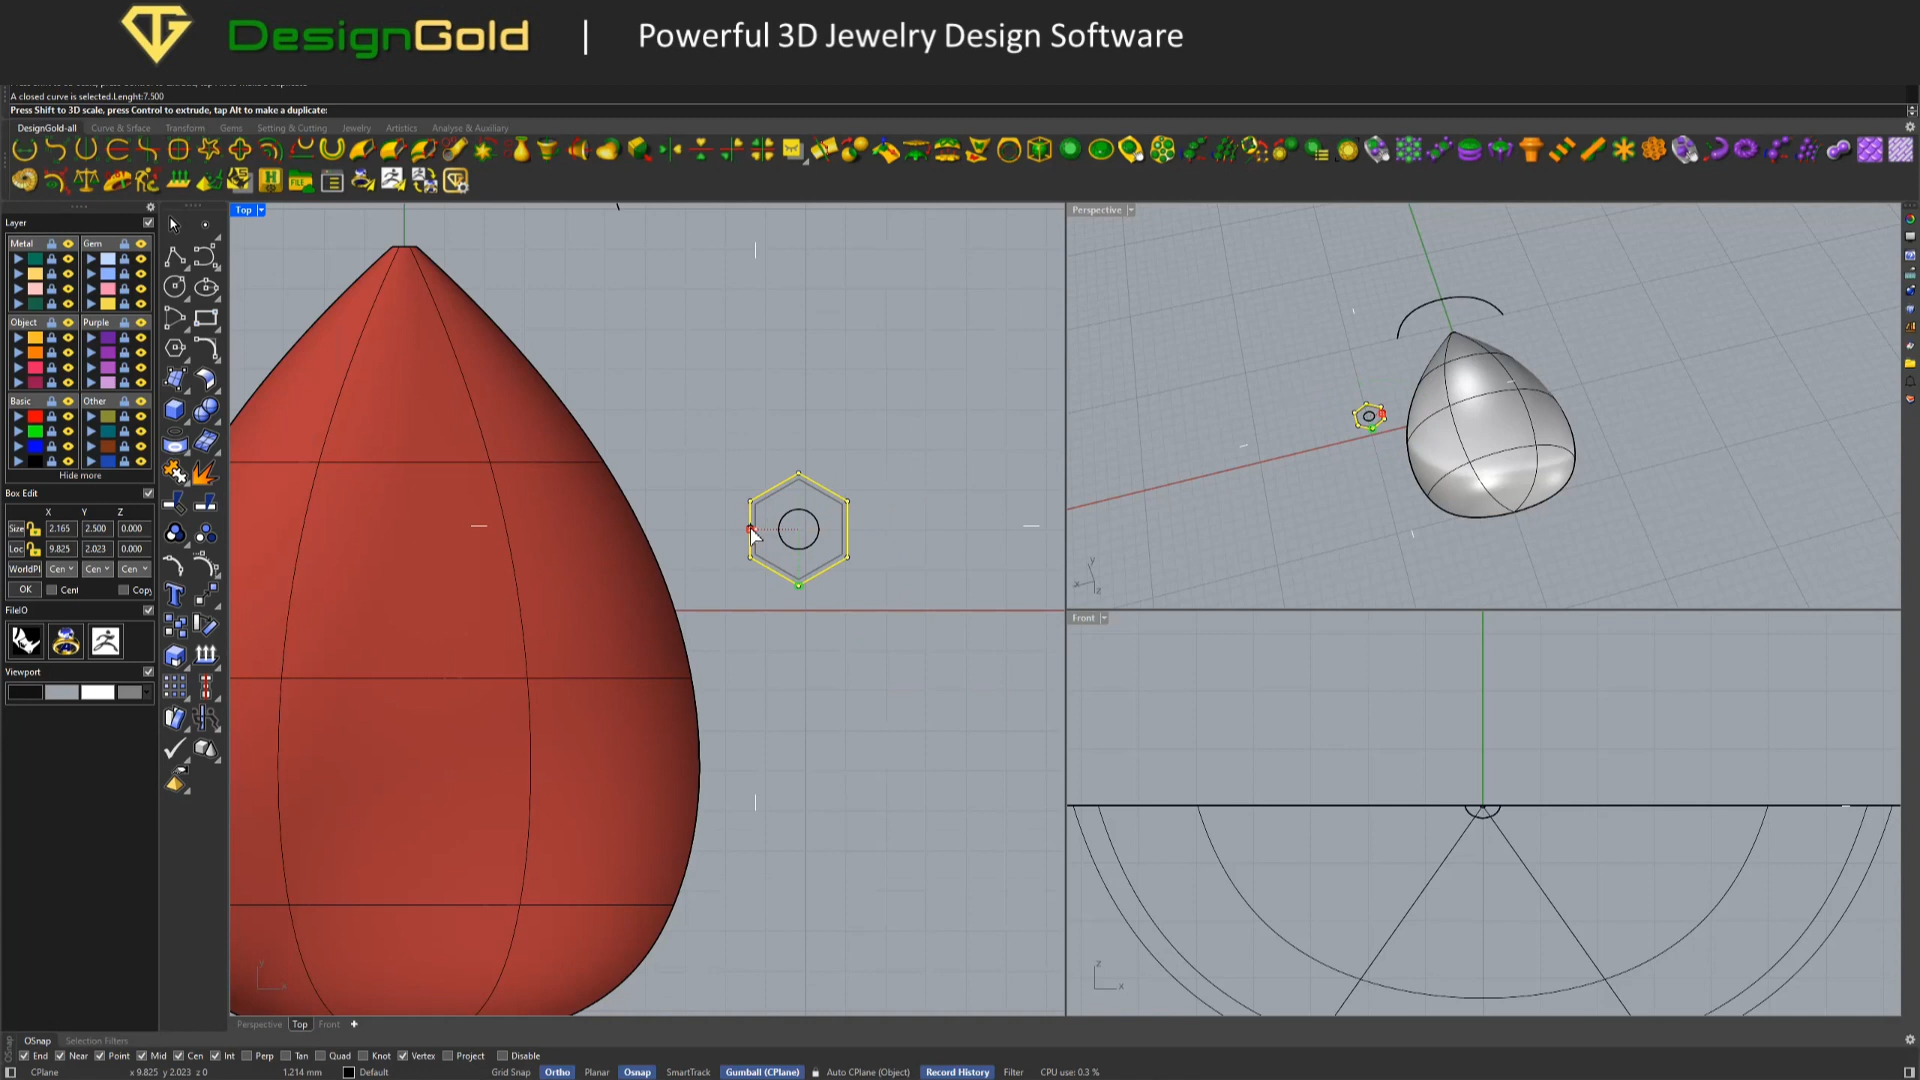 DesignGold | Powerful 3D Jewelry Design Software
A closed curve is selected.Lenght:7.500
Press Shift to 3D scale, press Control to extrude, tap Alt to make a duplicate:
DesignGold-all Curve & Srface Transform Gems Setting & Cutting Jewelry Artistics Analyse & Auxiliary
Layer
Metal Gem
Object Purple
Basic Other
Hide more
Box Edit
X Y Z
Size 2.165 2.500 0.000
Loc 9.825 2.023 0.000
WorldPl Cen Cen Cen
OK Cent Copy
FileIO
Viewport
Top
Perspective
Front
y x
y x z
z x
Perspective Top Front
OSnap Selection Filters
OSnap
End Near Point Mid Cen Int Perp Tan Quad Knot Vertex Project Disable
CPlane x 9.825 y 2.023 z 0 1.214 mm Default Grid Snap Ortho Planar Osnap SmartTrack Gumball (CPlane) Auto CPlane (Object) Record History Filter CPU use: 0.3 %